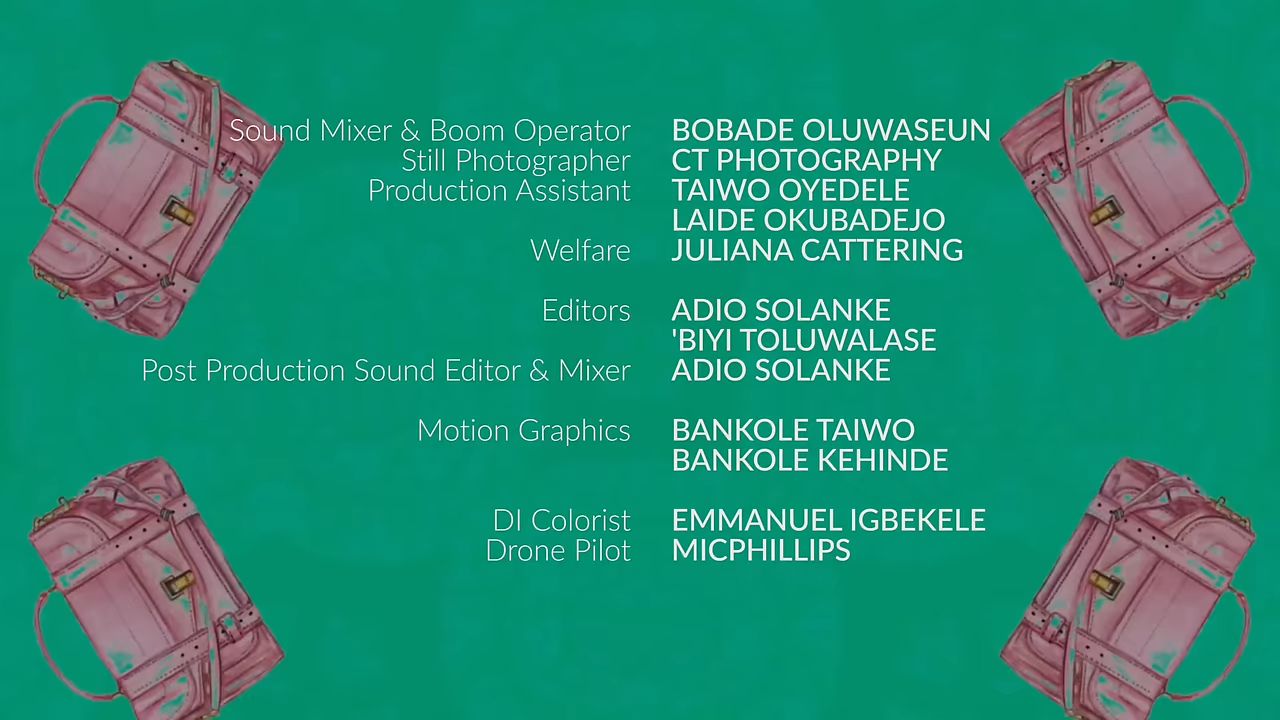 Sound Mixer & Boom Operator BOBADE OLUWASEUN
Still Photographer CT PHOTOGRAPHY
Production Assistant TAIWO OYEDELE
LAIDE OKUBADEJO
Welfare JULIANA CATTERING
Editors ADIO SOLANKE
'BIYI TOLUWALASE
Post Production Sound Editor & Mixer ADIO SOLANKE
Motion Graphics BANKOLE TAIWO
BANKOLE KEHINDE
DI Colorist EMMANUEL IGBEKELE
Drone Pilot MICPHILLIPS